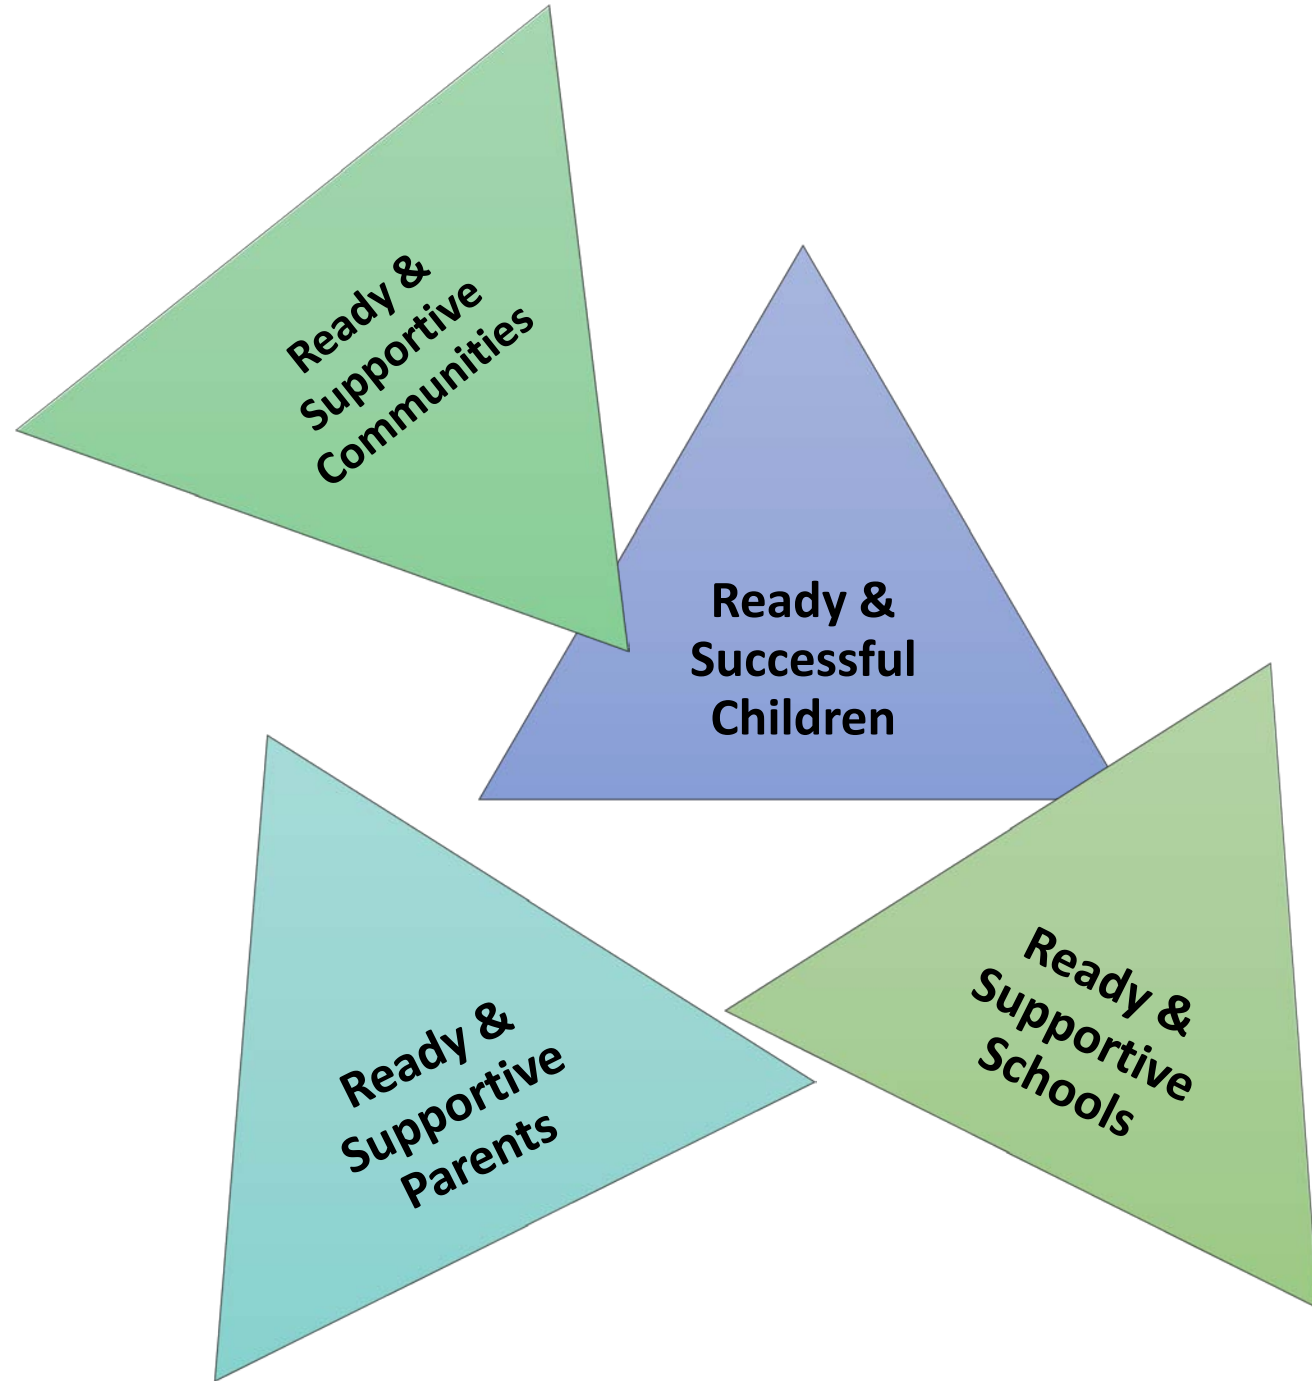 Ready &
Supportive
Communities
Ready &
Successful
Children
Ready &
Supportive
Schools
Ready &
Supportive
Parents